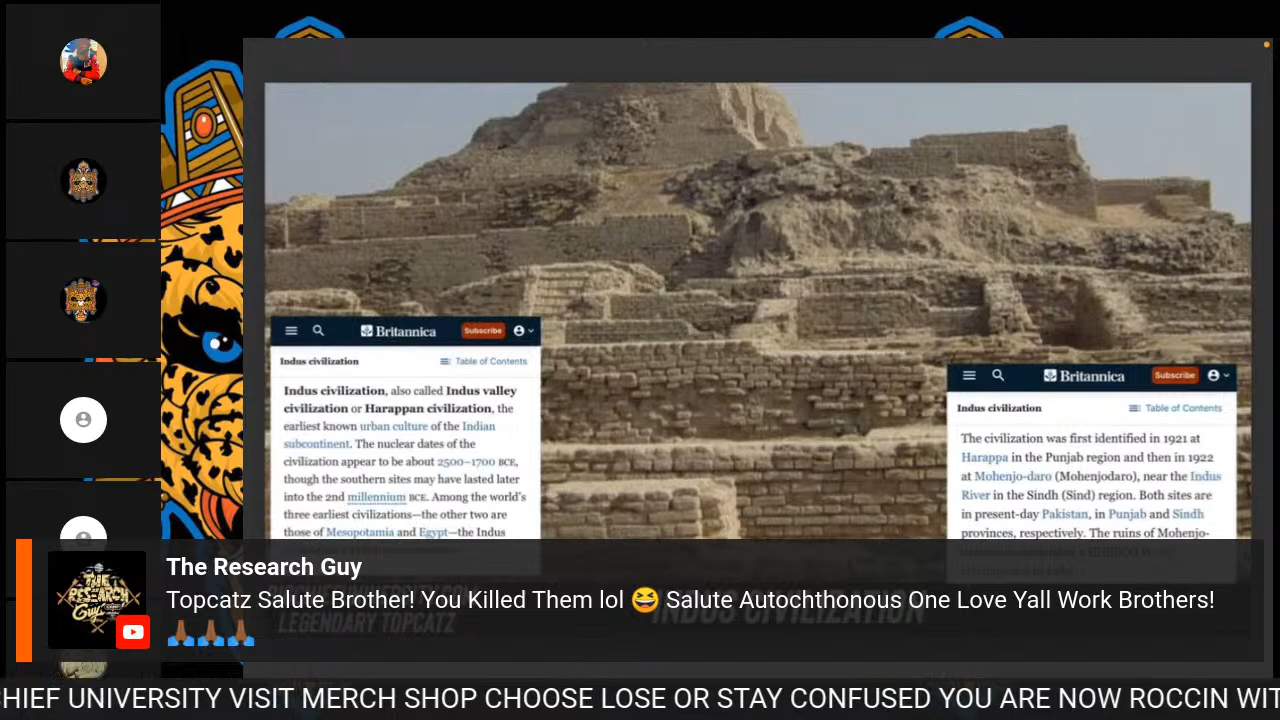 Britannica
Subscribe
Indus civilization
Table of Contents
Indus civilization, also called Indus valley
civilization or Harappan civilization, the
earliest known urban culture of the Indian
subcontinent. The nuclear dates of the
civilization appear to be about 2500–1700 BCE,
though the southern sites may have lasted later
into the 2nd millennium BCE. Among the world's
three earliest civilizations—the other two are
those of Mesopotamia and Egypt—the Indus
Britannica
Subscribe
Indus civilization
Table of Contents
The civilization was first identified in 1921 at
Harappa in the Punjab region and then in 1922
at Mohenjo-daro (Mohenjodaro), near the Indus
River in the Sindh (Sind) region. Both sites are
in present-day Pakistan, in Punjab and Sindh
provinces, respectively. The ruins of Mohenjo-
LEGENDARY TOPCATZ
INDUS CIVILIZATION
THE
RESEARCH
Guy
The Research Guy
Topcatz Salute Brother! You Killed Them lol 😆 Salute Autochthonous One Love Yall Work Brothers!
🙏🏾🙏🏾🙏🏾
CHIEF UNIVERSITY VISIT MERCH SHOP CHOOSE LOSE OR STAY CONFUSED YOU ARE NOW ROCCIN WIT